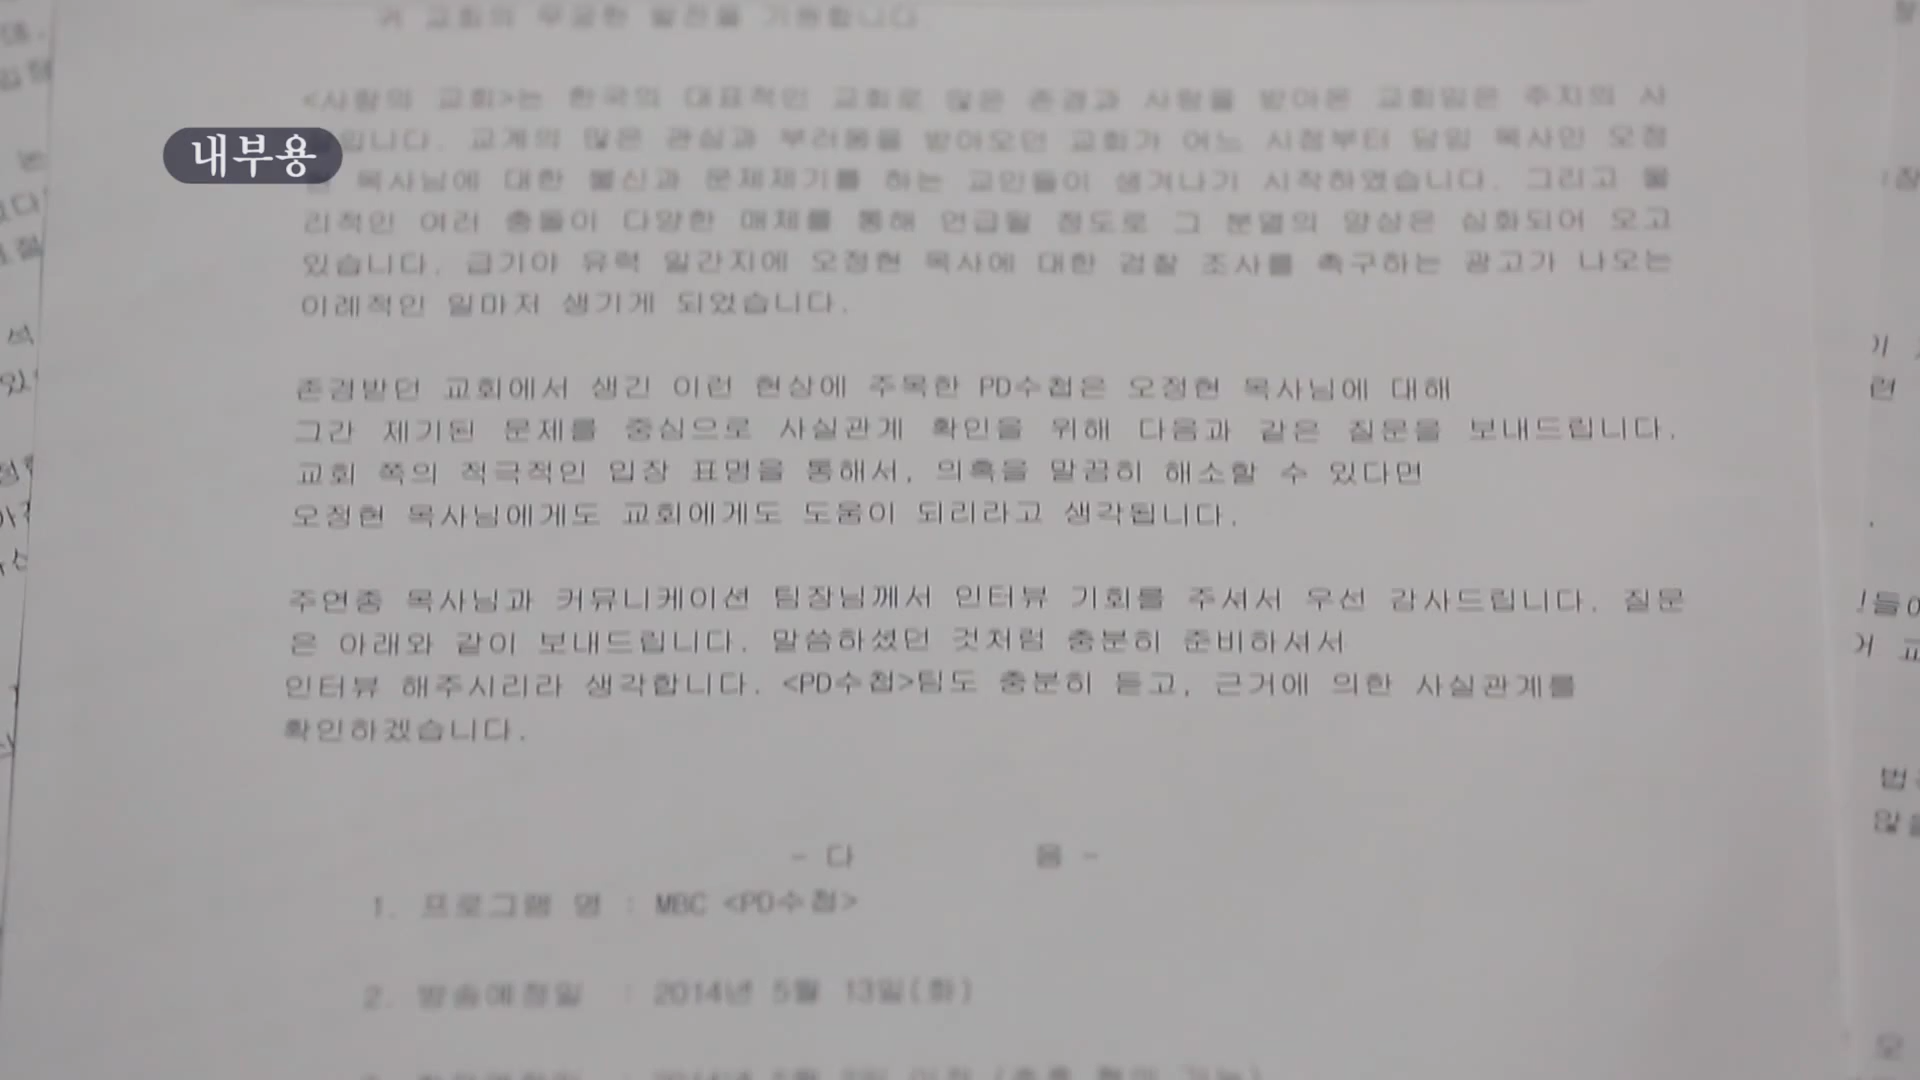 귀 교회의 무궁한 발전을 기원합니다.
<사랑의 교회>는 한국의 대표적인 교회로 많은 존경과 사랑을 받아온 교회임은 주지의 사
내부용
입니다. 교계의 많은 관심과 부러움을 받아오던 교회가 어느 시점부터 담임 목사인 오정
현 목사님에 대한 불신과 문제제기를 하는 교인들이 생겨나기 시작하였습니다. 그리고 물
리적인 여러 충돌이 다양한 매체를 통해 언급될 정도로 그 분열의 양상은 심화되어 오고
있습니다. 급기야 유력 일간지에 오정현 목사에 대한 검찰 조사를 촉구하는 광고가 나오는
이례적인 일마저 생기게 되었습니다.
존경받던 교회에서 생긴 이런 현상에 주목한 PD수첩은 오정현 목사님에 대해
그간 제기된 문제를 중심으로 사실관계 확인을 위해 다음과 같은 질문을 보내드립니다.
교회 쪽의 적극적인 입장 표명을 통해서, 의혹을 말끔히 해소할 수 있다면
오정현 목사님에게도 교회에게도 도움이 되리라고 생각됩니다.
주연종 목사님과 커뮤니케이션 팀장님께서 인터뷰 기회를 주셔서 우선 감사드립니다. 질문
은 아래와 같이 보내드립니다. 말씀하셨던 것처럼 충분히 준비하셔서
인터뷰 해주시리라 생각합니다. <PD수첩>팀도 충분히 듣고, 근거에 의한 사실관계를
확인하겠습니다.
- 다 음 -
1. 프로그램 명 : MBC <PD수첩>
2. 방송예정일 : 2014년 5월 13일(화)